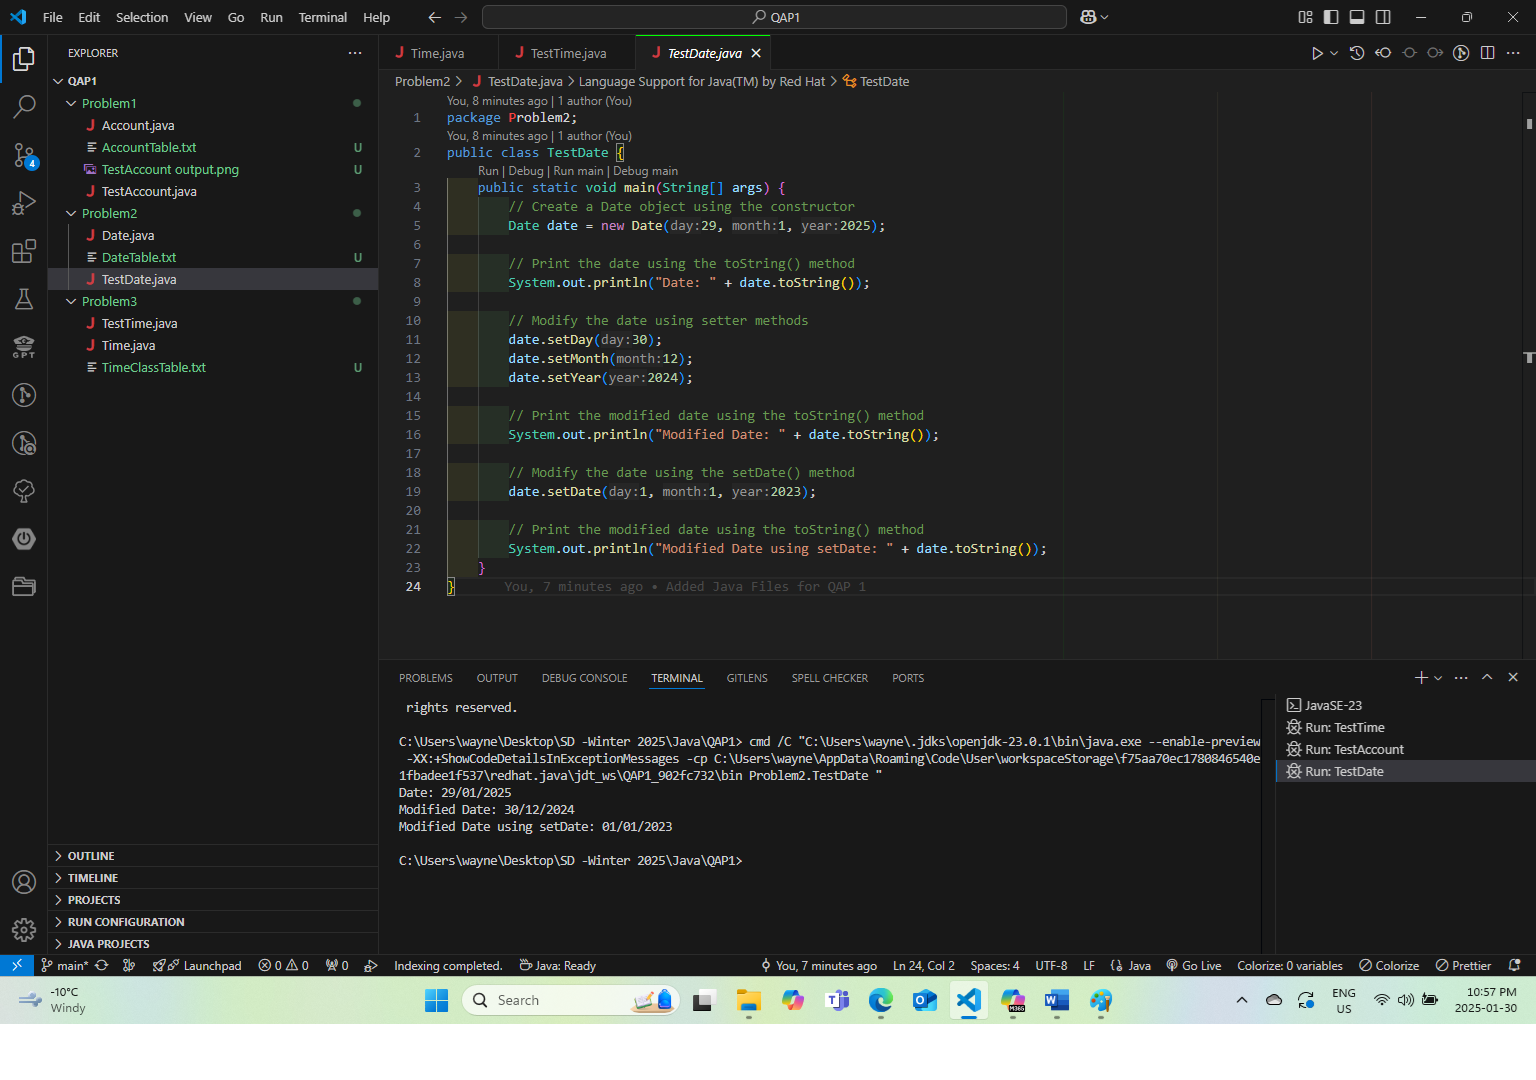 File Edit Selection View Go Run Terminal Help
QAP1
EXPLORER
QAP1
Problem1
Account.java
AccountTable.txt U
TestAccount output.png U
TestAccount.java
Problem2
Date.java
DateTable.txt U
TestDate.java
Problem3
TestTime.java
Time.java
TimeClassTable.txt U
OUTLINE
TIMELINE
PROJECTS
RUN CONFIGURATION
JAVA PROJECTS
Time.java TestTime.java TestDate.java
Problem2 > TestDate.java > Language Support for Java(TM) by Red Hat > TestDate
You, 8 minutes ago | 1 author (You)
1 package Problem2;
You, 8 minutes ago | 1 author (You)
2 public class TestDate {
Run | Debug | Run main | Debug main
3 public static void main(String[] args) {
4 // Create a Date object using the constructor
5 Date date = new Date(day:29, month:1, year:2025);
6
7 // Print the date using the toString() method
8 System.out.println("Date: " + date.toString());
9
10 // Modify the date using setter methods
11 date.setDay(day:30);
12 date.setMonth(month:12);
13 date.setYear(year:2024);
14
15 // Print the modified date using the toString() method
16 System.out.println("Modified Date: " + date.toString());
17
18 // Modify the date using the setDate() method
19 date.setDate(day:1, month:1, year:2023);
20
21 // Print the modified date using the toString() method
22 System.out.println("Modified Date using setDate: " + date.toString());
23 }
24 } You, 7 minutes ago • Added Java Files for QAP 1
PROBLEMS OUTPUT DEBUG CONSOLE TERMINAL GITLENS SPELL CHECKER PORTS
rights reserved.
C:\Users\wayne\Desktop\SD -Winter 2025\Java\QAP1> cmd /C "C:\Users\wayne\.jdks\openjdk-23.0.1\bin\java.exe --enable-preview
-XX:+ShowCodeDetailsInExceptionMessages -cp C:\Users\wayne\AppData\Roaming\Code\User\workspaceStorage\f75aa70ec1780846540e
1fbadee1f537\redhat.java\jdt_ws\QAP1_902fc732\bin Problem2.TestDate "
Date: 29/01/2025
Modified Date: 30/12/2024
Modified Date using setDate: 01/01/2023
C:\Users\wayne\Desktop\SD -Winter 2025\Java\QAP1>
JavaSE-23
Run: TestTime
Run: TestAccount
Run: TestDate
main* Launchpad 0 0 0 Indexing completed. Java: Ready You, 7 minutes ago Ln 24, Col 2 Spaces: 4 UTF-8 LF Java Go Live Colorize: 0 variables Colorize Prettier
-10°C
Windy
Search
ENG
US
10:57 PM
2025-01-30
GPT
4
M365